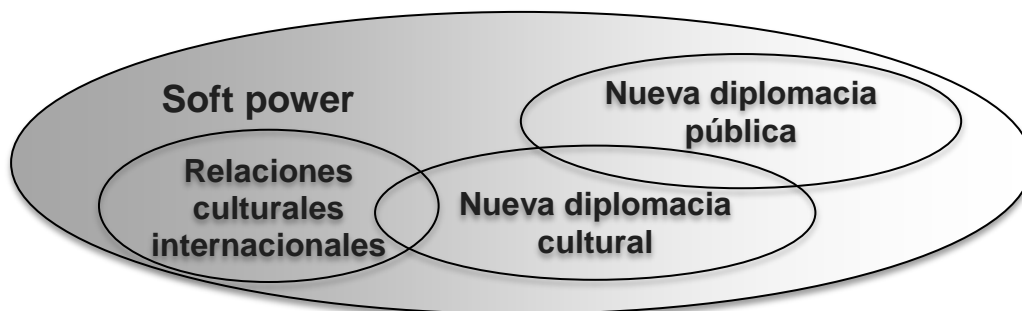 Soft power
Nueva diplomacia
pública
Relaciones
culturales
internacionales
Nueva diplomacia
cultural